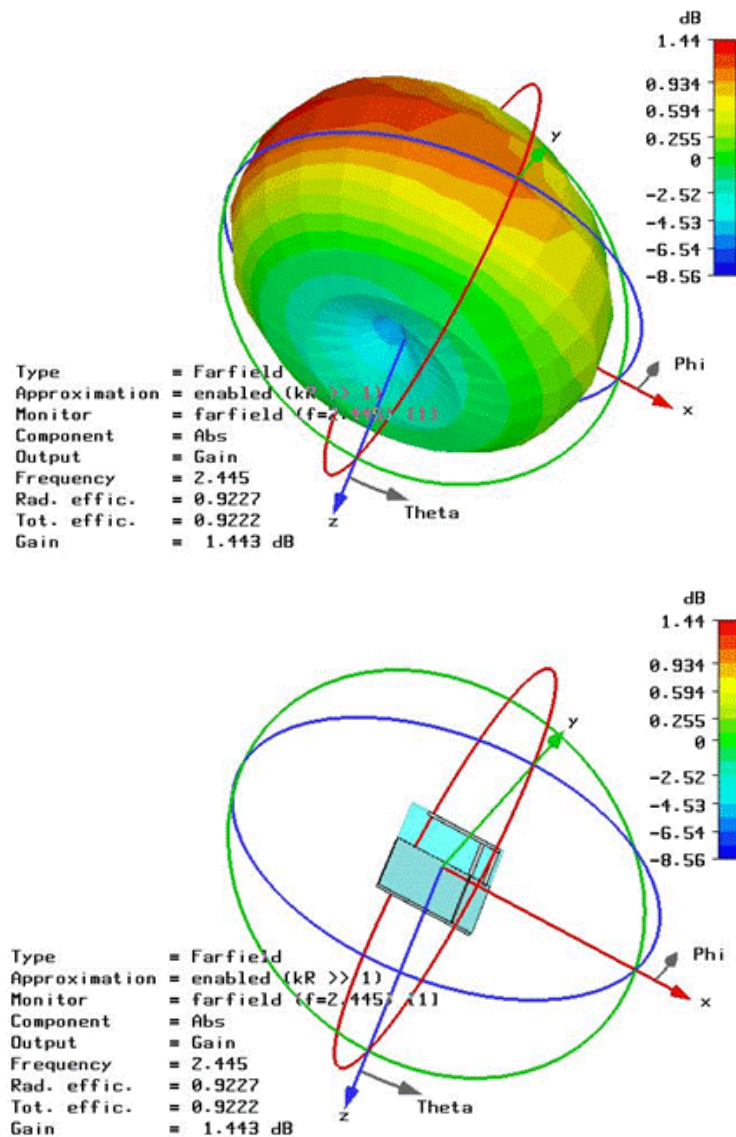 dB
1.44
0.934
0.594
0.255
0
-2.52
-4.53
-6.54
-8.56
y
Phi
x
Type = Farfield
Approximation = enabled (kR >> 1)
Monitor = farfield (f=2.445) [1]
Component = Abs
Output = Gain
Frequency = 2.445
Rad. effic. = 0.9227
Tot. effic. = 0.9222
Gain = 1.443 dB
Theta
z
dB
1.44
0.934
0.594
0.255
0
-2.52
-4.53
-6.54
-8.56
y
Phi
x
Type = Farfield
Approximation = enabled (kR >> 1)
Monitor = farfield (f=2.445) [1]
Component = Abs
Output = Gain
Frequency = 2.445
Rad. effic. = 0.9227
Tot. effic. = 0.9222
Gain = 1.443 dB
Theta
z